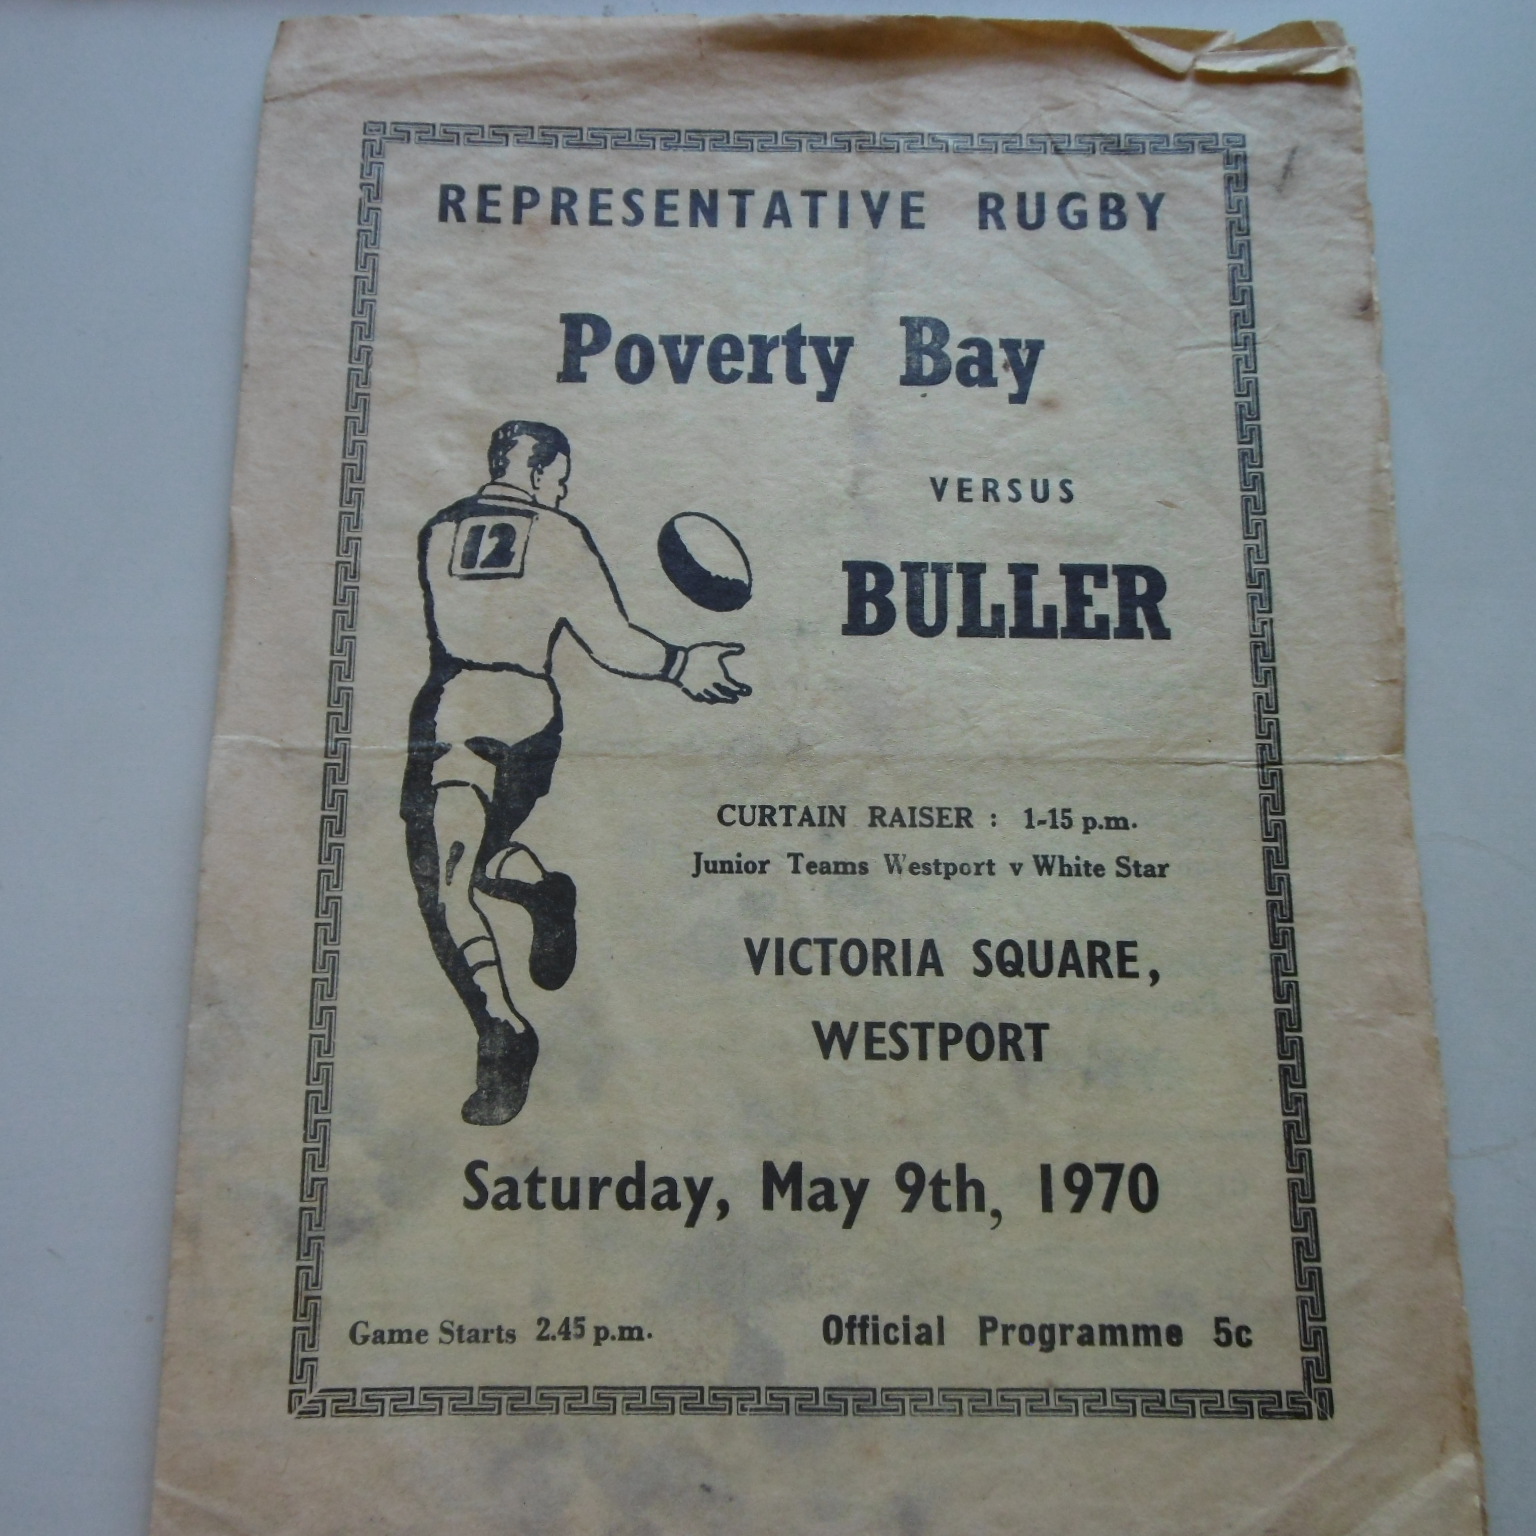 REPRESENTATIVE RUGBY
Poverty Bay
VERSUS
BULLER
12
CURTAIN RAISER : 1-15 p.m.
Junior Teams Westport v White Star
VICTORIA SQUARE,
WESTPORT
Saturday, May 9th, 1970
Game Starts 2.45 p.m. Official Programme 5c